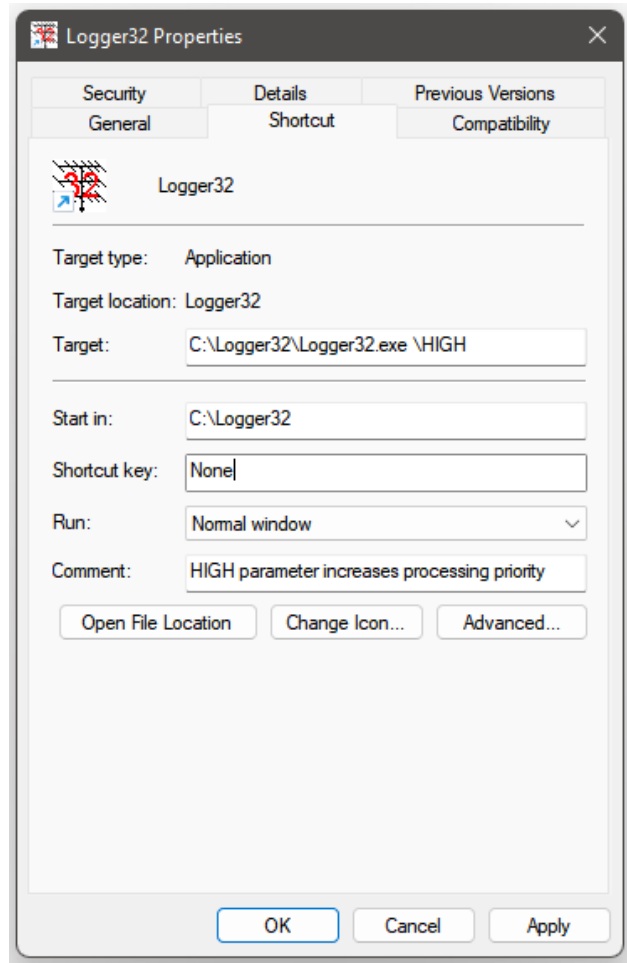 Logger32 Properties
Security Details Previous Versions
General Shortcut Compatibility
32
Logger32
Target type: Application
Target location: Logger32
Target: C:\Logger32\Logger32.exe \HIGH
Start in: C:\Logger32
Shortcut key: None
Run: Normal window
Comment: HIGH parameter increases processing priority
Open File Location Change Icon... Advanced...
OK Cancel Apply